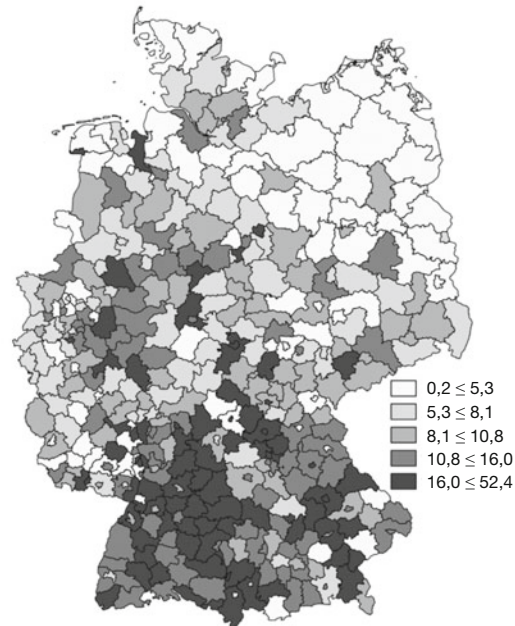 0,2 ≤ 5,3
5,3 ≤ 8,1
8,1 ≤ 10,8
10,8 ≤ 16,0
16,0 ≤ 52,4